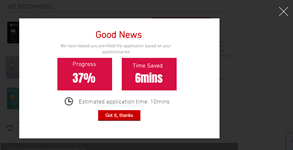 Good News
We have helped you pre-filled the application based on your
questionnaires
Progress
37%
Time Saved
6mins
Estimated application time: 10mins
Got it, thanks